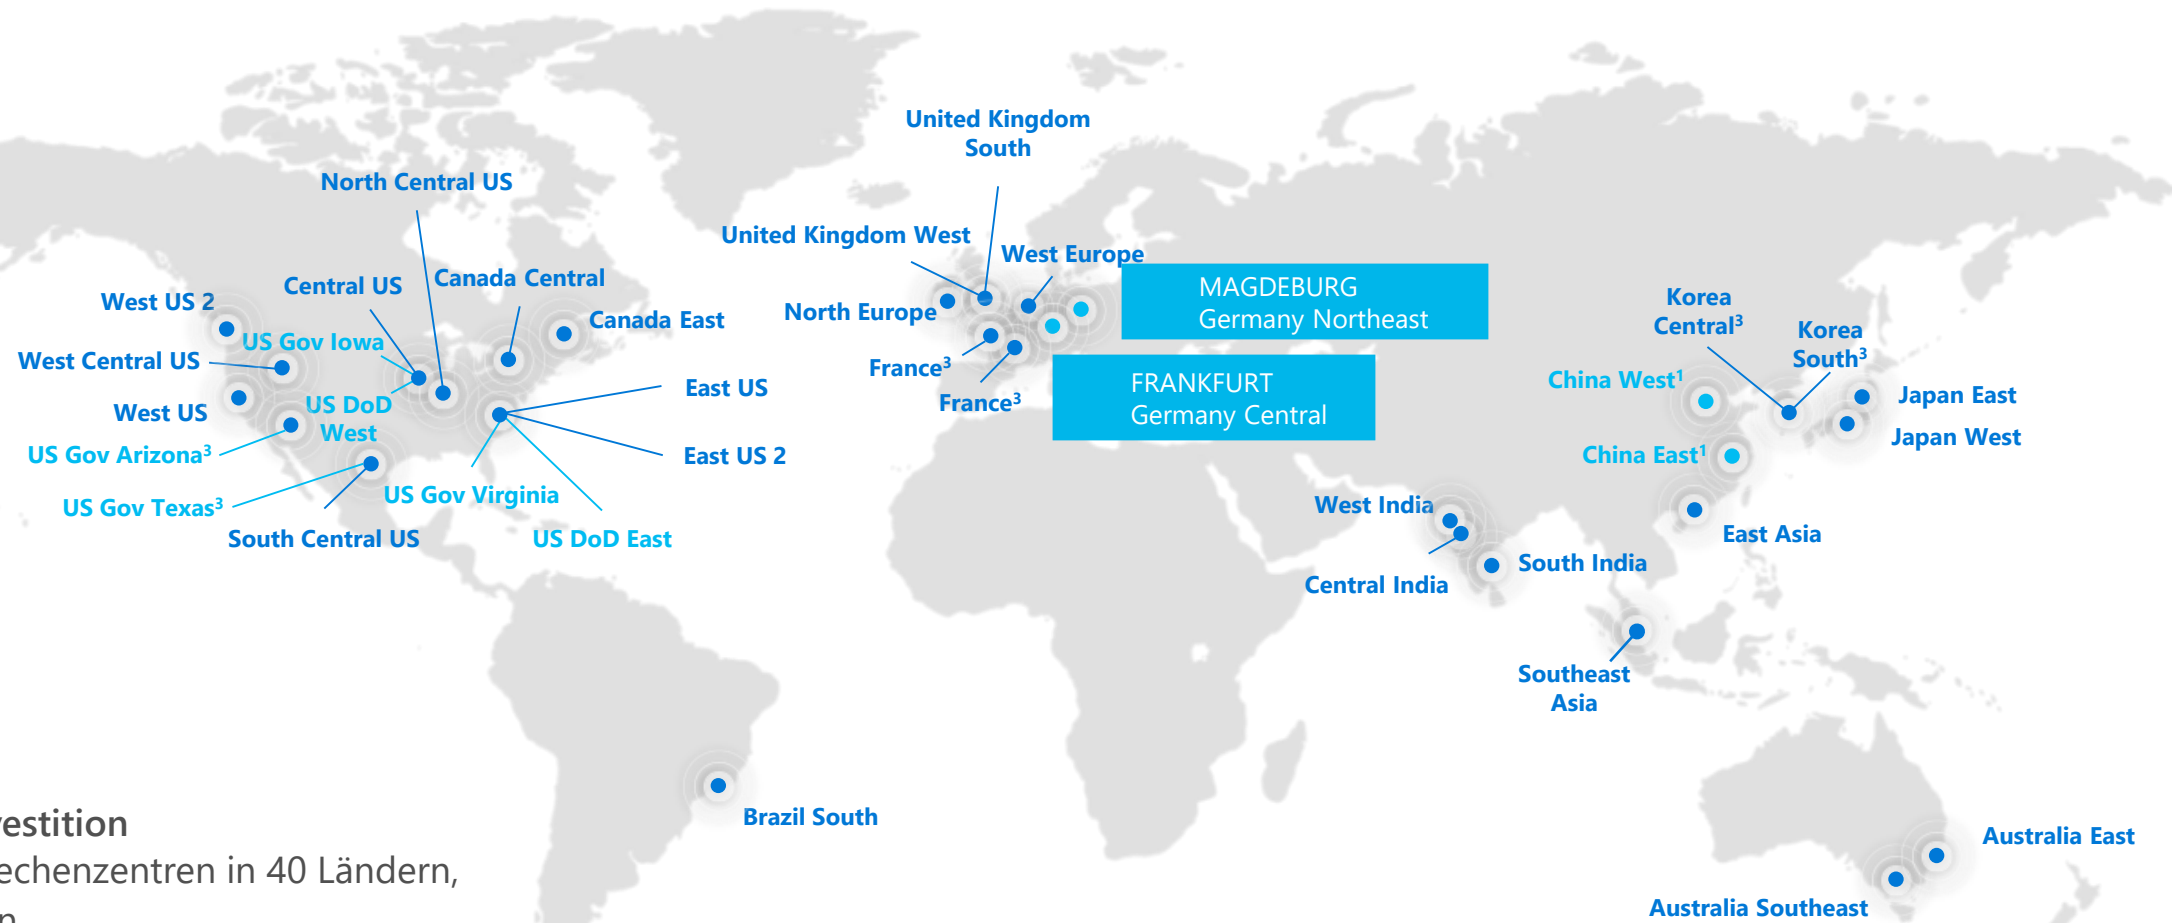 United Kingdom
South
North Central US
United Kingdom West
West Europe
Central US
Canada Central
MAGDEBURG
Germany Northeast
West US 2
North Europe
Canada East
Korea
Central³
Korea
South³
US Gov Iowa
West Central US
France³
FRANKFURT
Germany Central
China West¹
East US
Japan East
US DoD
West
West US
France³
Japan West
US Gov Arizona³
East US 2
China East¹
US Gov Texas³
US Gov Virginia
West India
South Central US
US DoD East
East Asia
South India
Central India
Southeast
Asia
Brazil South
Australia East
Australia Southeast
estition
echenzentren in 40 Ländern,